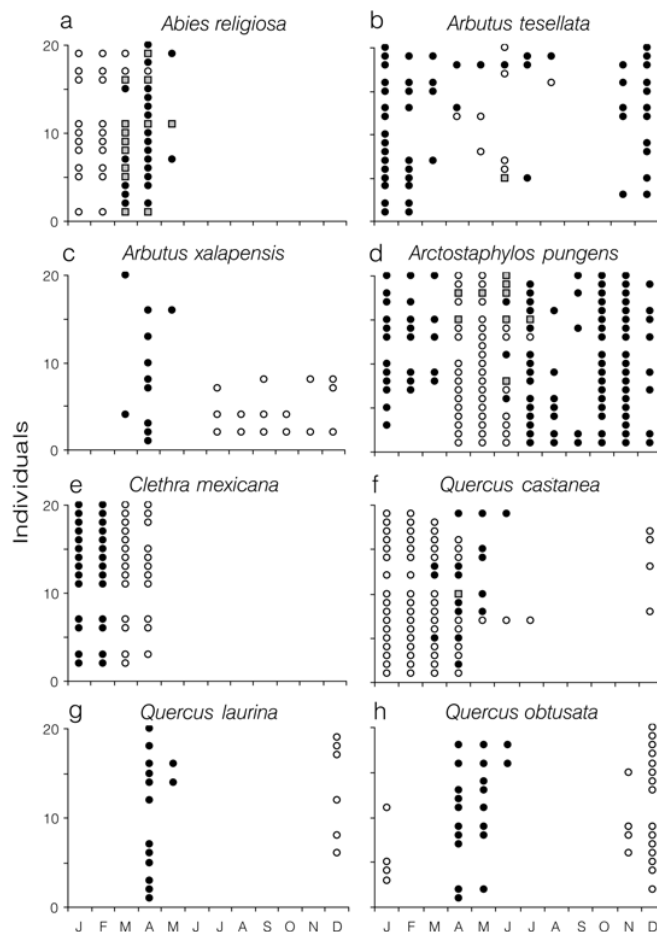 a Abies religiosa
b Arbutus tesellata
20
10
0
c Arbutus xalapensis
d Arctostaphylos pungens
20
10
0
e Clethra mexicana
f Quercus castanea
20
10
0
g Quercus laurina
h Quercus obtusata
20
10
0
Individuals
J F M A M J J A S O N D
J F M A M J J A S O N D